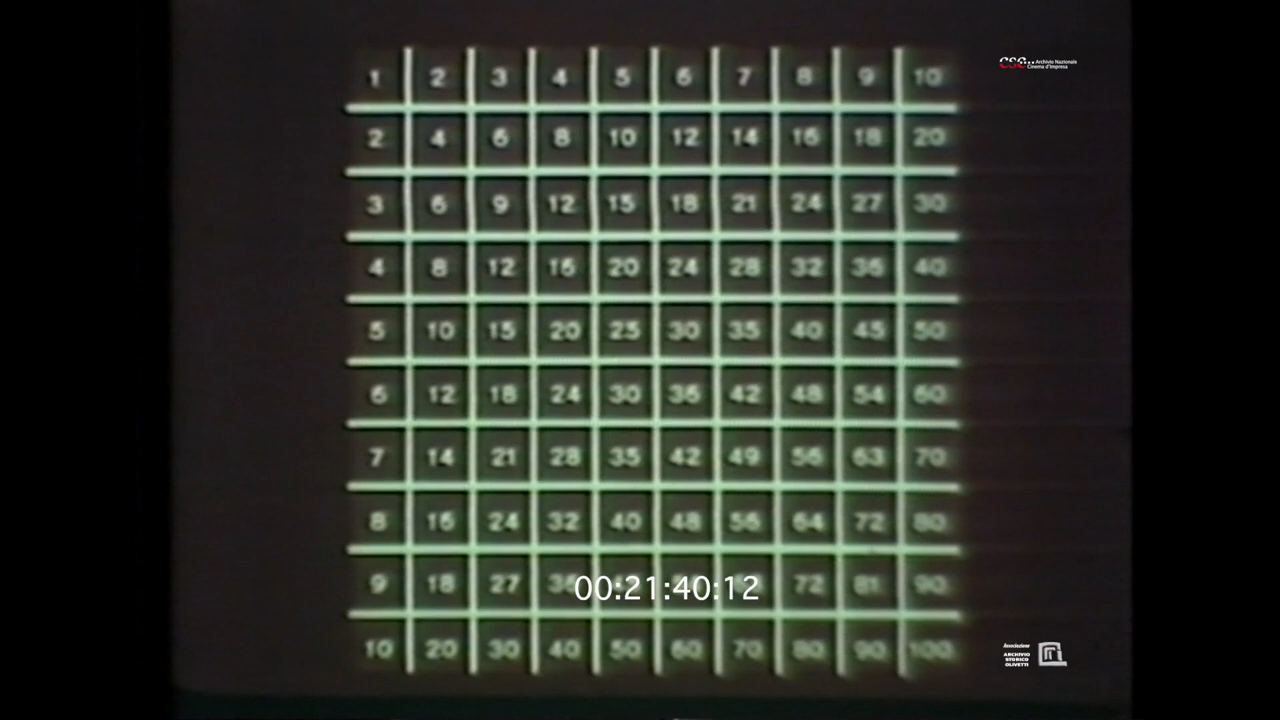 1 2 3 4 5 6 7 8 9 10
CSC Archivio Nazionale
Cinema d'Impresa
2 4 6 8 10 12 14 16 18 20
3 6 9 12 15 18 21 24 27 30
4 8 12 16 20 24 28 32 36 40
5 10 15 20 25 30 35 40 45 50
6 12 18 24 30 36 42 48 54 60
7 14 21 28 35 42 49 56 63 70
8 16 24 32 40 48 56 64 72 80
9 18 27 36 72 81 90
00:21:40:12
10 20 30 40 50 60 70 80 90 100
Associazione
ARCHIVIO
STORICO
OLIVETTI